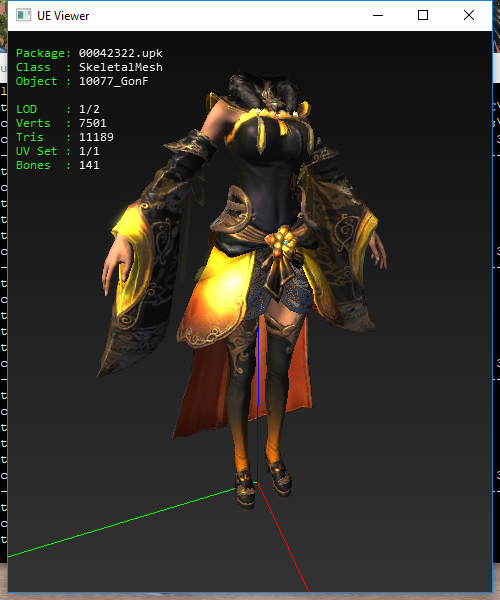 UE Viewer
Package: 00042322.upk
Class  : SkeletalMesh
Object : 10077_GonF
LOD    : 1/2
Verts  : 7501
Tris   : 11189
UV Set : 1/1
Bones  : 141